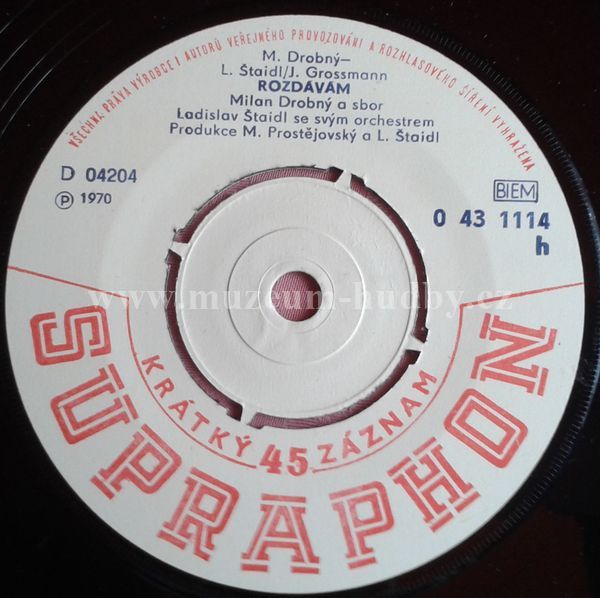 VŠECHNA PRÁVA VÝROBCE I AUTORŮ VEŘEJNÉHO PROVOZOVÁNÍ A ROZHLASOVÉHO ŠÍŘENÍ VYHRAŽENA
M. Drobný–
L. Štaidl/J. Grossmann
ROZDÁVÁM
Milan Drobný a sbor
Ladislav Štaidl se svým orchestrem
Produkce M. Prostějovský a L. Štaidl
D 04204
Ⓟ 1970
BIEM
0 43 1114
h
www.muzeum-hudby.cz
KRÁTKÝ 45 ZÁZNAM
SUPRAPHON